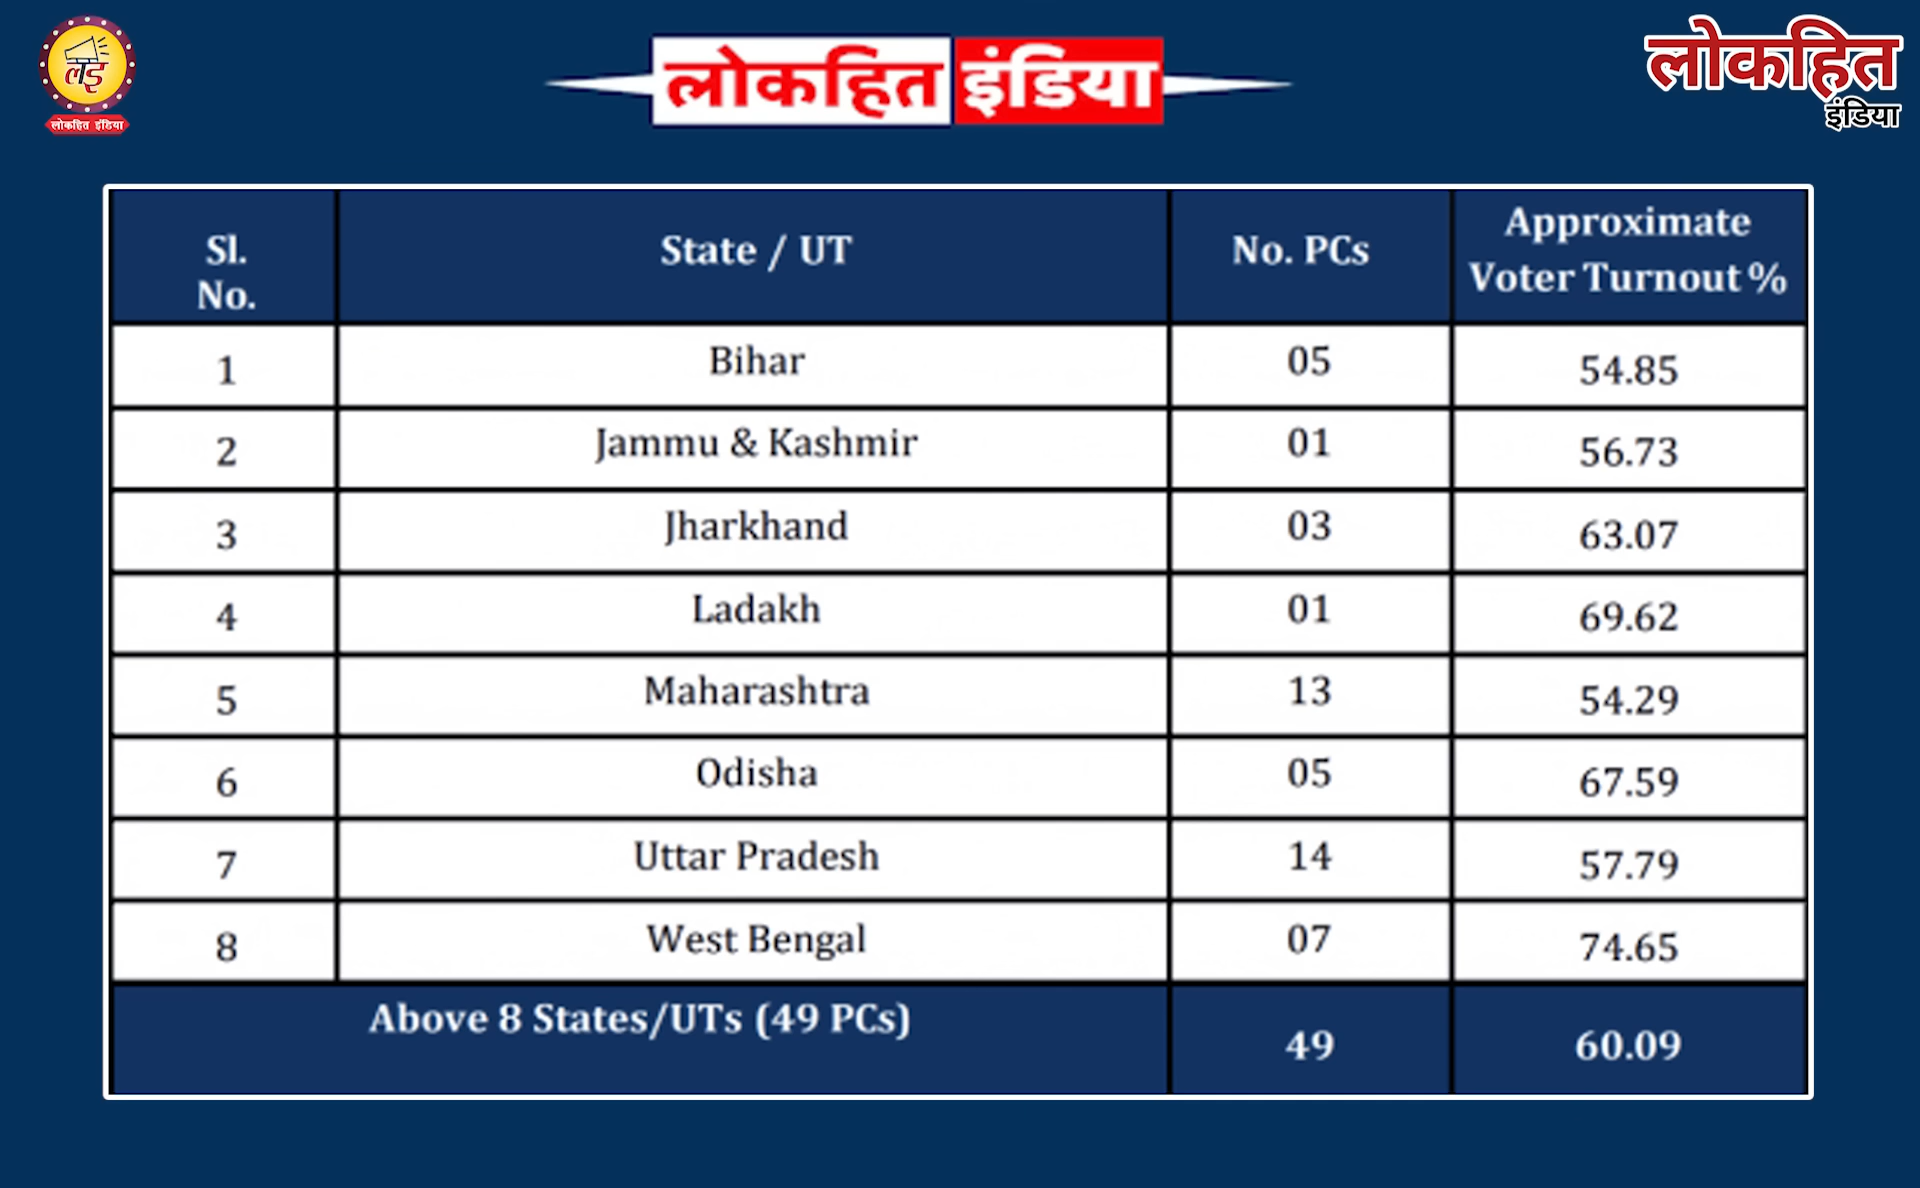 लई
लोकहित इंडिया
लोकहित इंडिया
लोकहित
इंडिया
Sl. No. State / UT No. PCs Approximate Voter Turnout %
1 Bihar 05 54.85
2 Jammu & Kashmir 01 56.73
3 Jharkhand 03 63.07
4 Ladakh 01 69.62
5 Maharashtra 13 54.29
6 Odisha 05 67.59
7 Uttar Pradesh 14 57.79
8 West Bengal 07 74.65
Above 8 States/UTs (49 PCs) 49 60.09